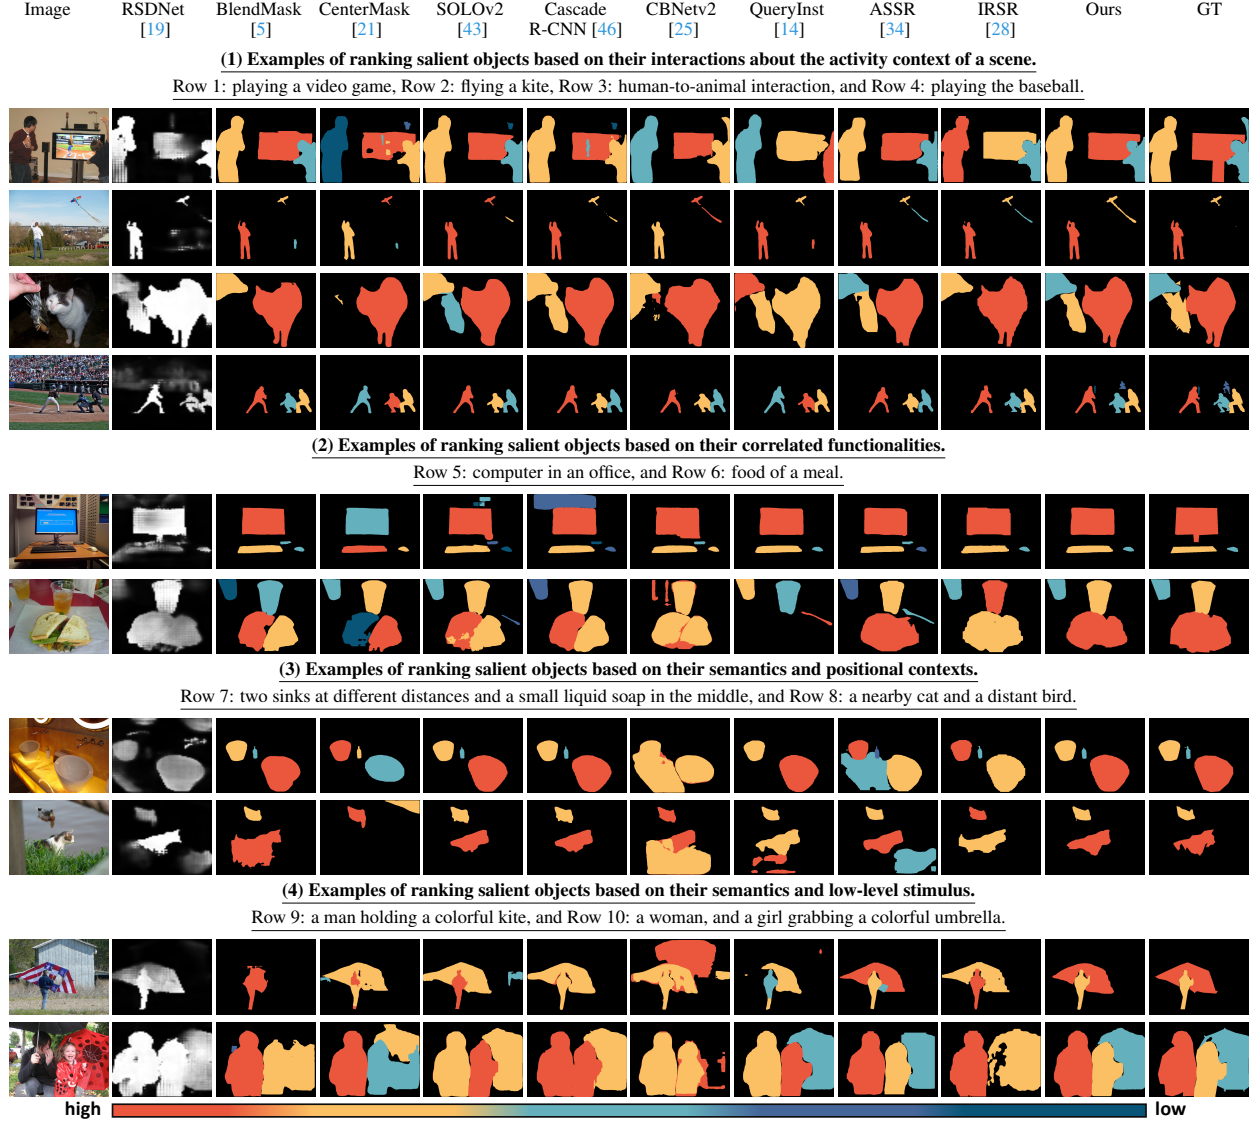 Image RSDNet BlendMask CenterMask SOLOv2 Cascade CBNetv2 QueryInst ASSR IRSR Ours GT
[19] [5] [21] [43] R-CNN [46] [25] [14] [34] [28]
(1) Examples of ranking salient objects based on their interactions about the activity context of a scene.
Row 1: playing a video game, Row 2: flying a kite, Row 3: human-to-animal interaction, and Row 4: playing the baseball.
(2) Examples of ranking salient objects based on their correlated functionalities.
Row 5: computer in an office, and Row 6: food of a meal.
(3) Examples of ranking salient objects based on their semantics and positional contexts.
Row 7: two sinks at different distances and a small liquid soap in the middle, and Row 8: a nearby cat and a distant bird.
(4) Examples of ranking salient objects based on their semantics and low-level stimulus.
Row 9: a man holding a colorful kite, and Row 10: a woman, and a girl grabbing a colorful umbrella.
high low